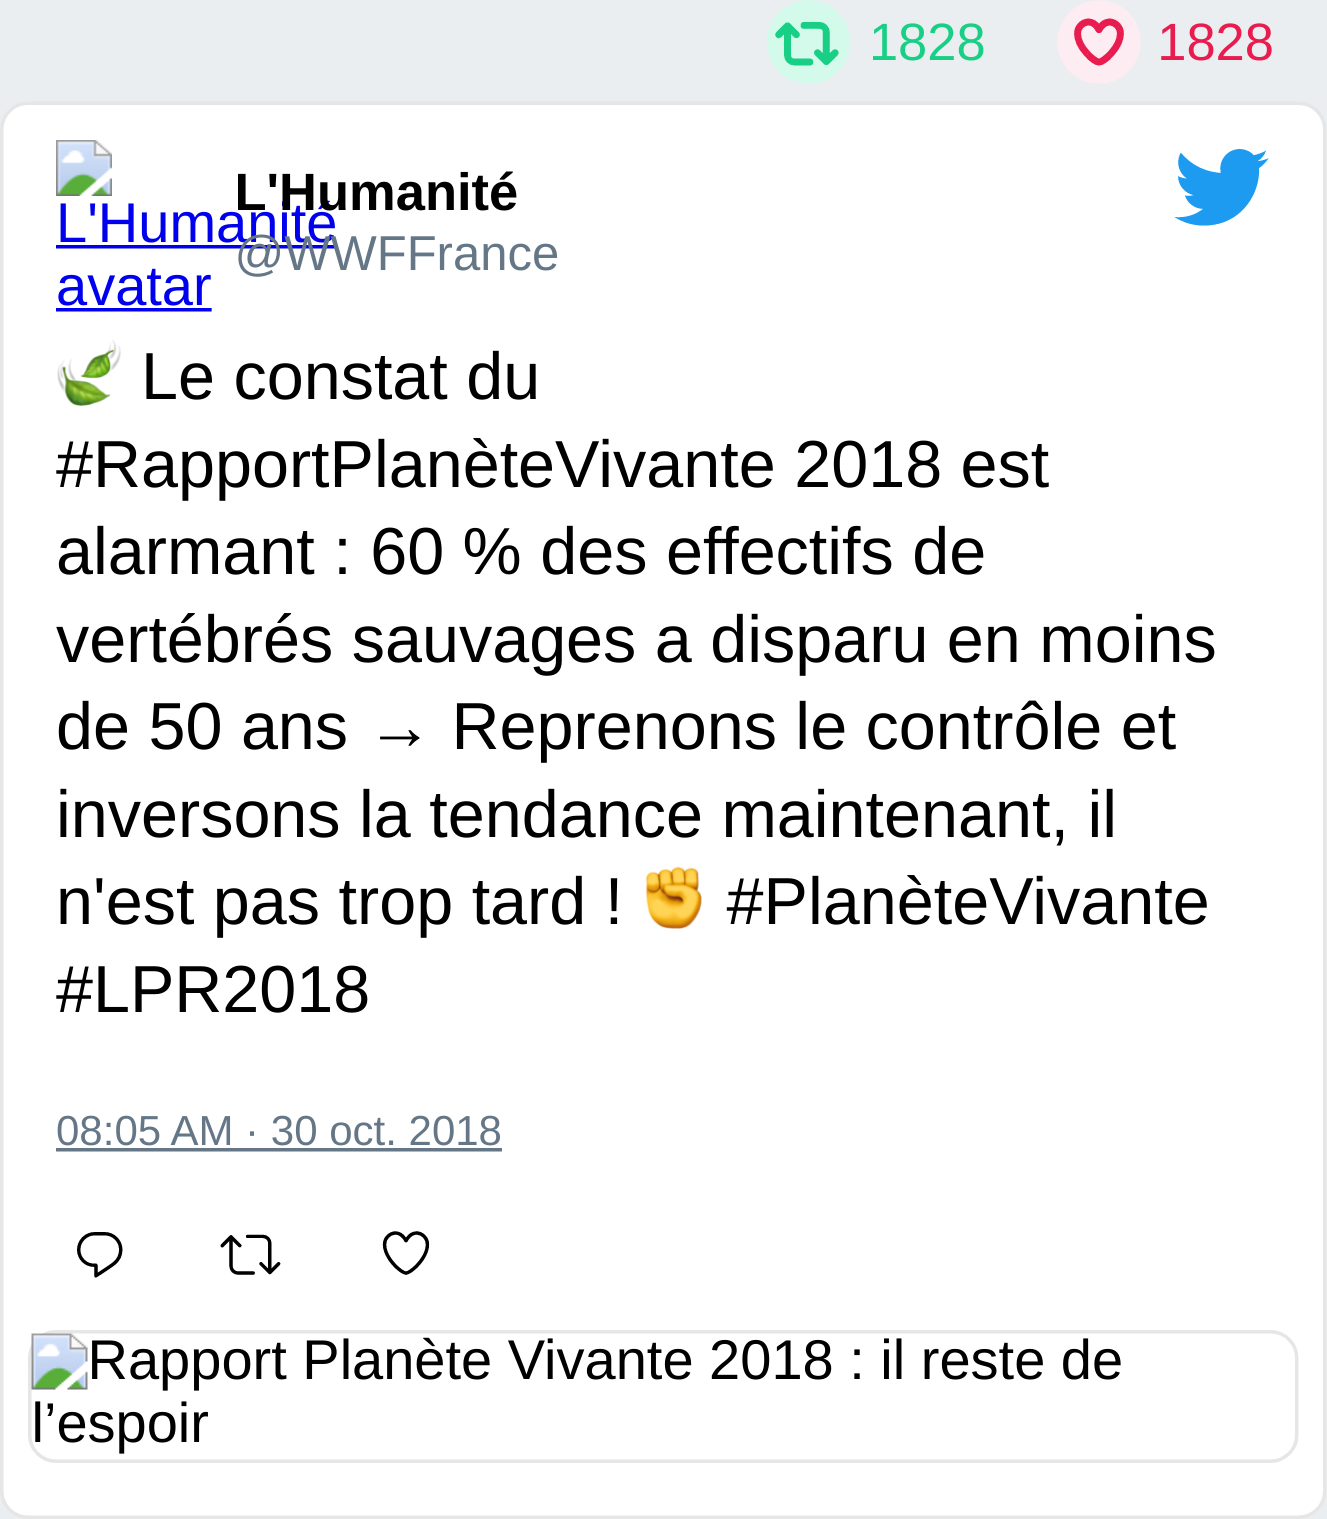 1828 1828
L'Humanité
L'Humanité
avatar
@WWFFrance
🌿 Le constat du
#RapportPlanèteVivante 2018 est
alarmant : 60 % des effectifs de
vertébrés sauvages a disparu en moins
de 50 ans → Reprenons le contrôle et
inversons la tendance maintenant, il
n'est pas trop tard ! ✊ #PlanèteVivante
#LPR2018
08:05 AM · 30 oct. 2018
Rapport Planète Vivante 2018 : il reste de
l’espoir